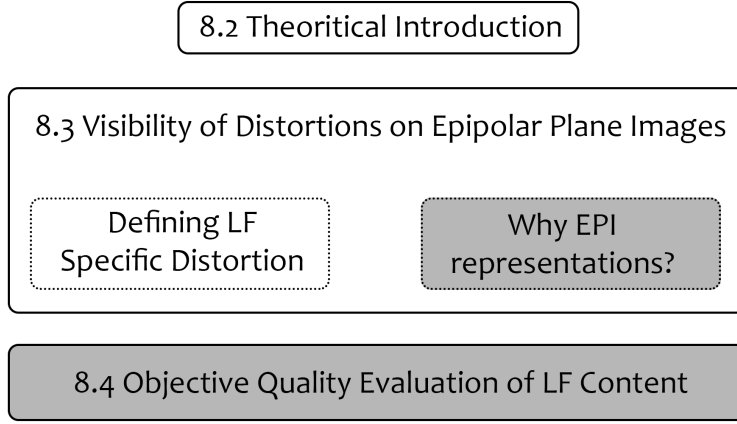 8.2 Theoritical Introduction
8.3 Visibility of Distortions on Epipolar Plane Images
Defining LF
Specific Distortion
Why EPI
representations?
8.4 Objective Quality Evaluation of LF Content